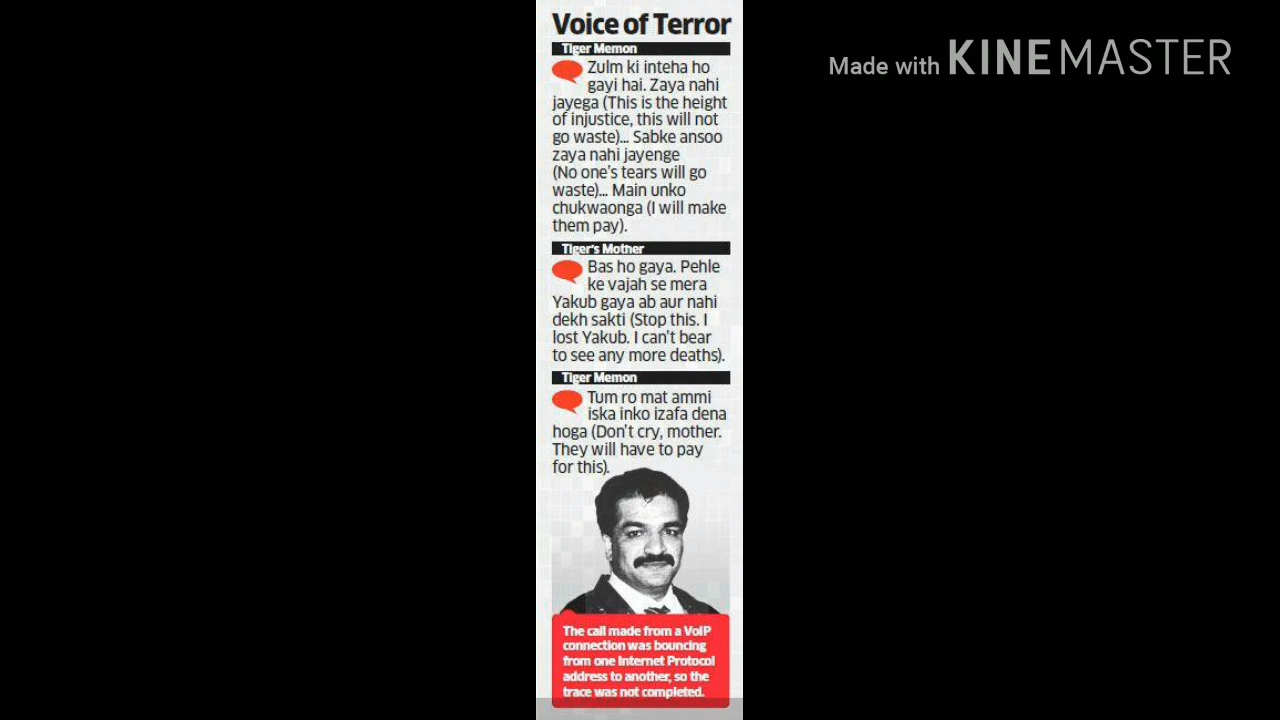 Voice of Terror
Made with KINEMASTER
Tiger Memon
Zulm ki inteha ho
gayi hai. Zaya nahi
jayega (This is the height
of injustice, this will not
go waste)... Sabke ansoo
zaya nahi jayenge
(No one's tears will go
waste)... Main unko
chukwaonga (I will make
them pay).
Tiger's Mother
Bas ho gaya. Pehle
ke vajah se mera
Yakub gaya ab aur nahi
dekh sakti (Stop this. I
lost Yakub. I can't bear
to see any more deaths).
Tiger Memon
Tum ro mat ammi
iska inko izafa dena
hoga (Don't cry, mother.
They will have to pay
for this).
The call made from a VoIP
connection was bouncing
from one Internet Protocol
address to another, so the
trace was not completed.